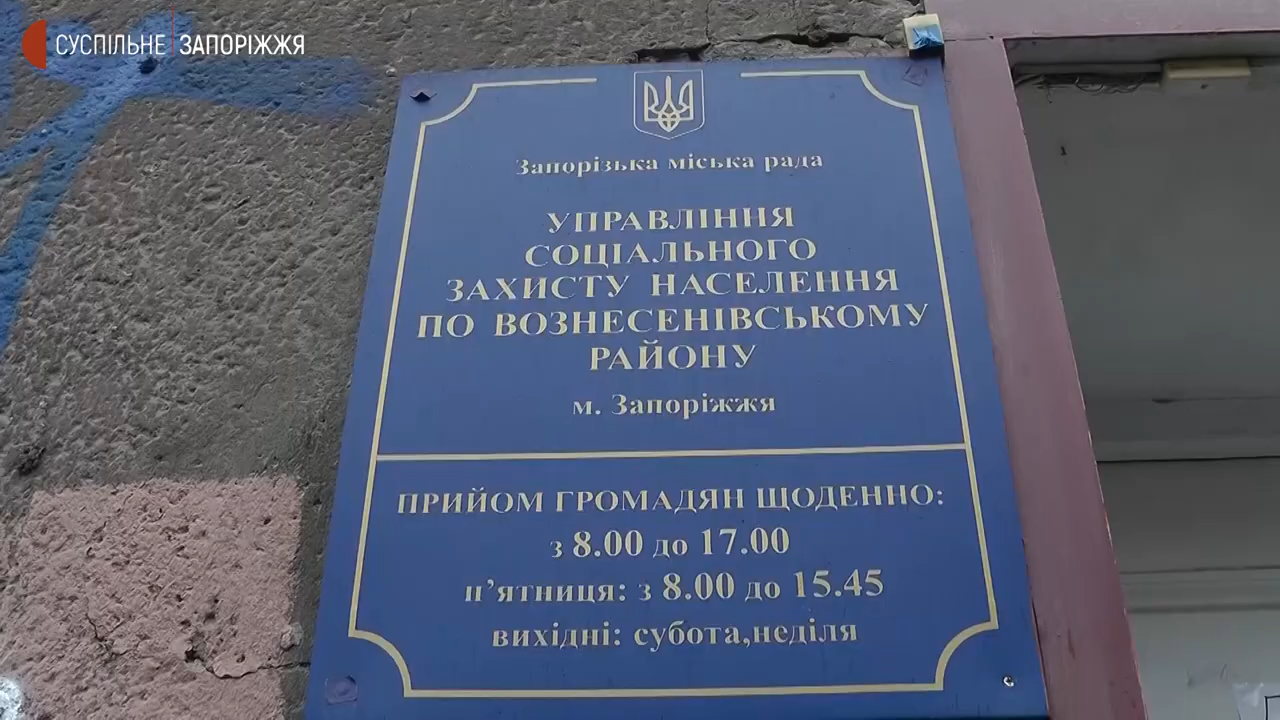 СУСПІЛЬНЕ ЗАПОРІЖЖЯ
Запорізька міська рада
УПРАВЛІННЯ
СОЦІАЛЬНОГО
ЗАХИСТУ НАСЕЛЕННЯ
ПО ВОЗНЕСЕНІВСЬКОМУ
РАЙОНУ
м. Запоріжжя
ПРИЙОМ ГРОМАДЯН ЩОДЕННО:
з 8.00 до 17.00
п’ятниця: з 8.00 до 15.45
вихідні: субота,неділя